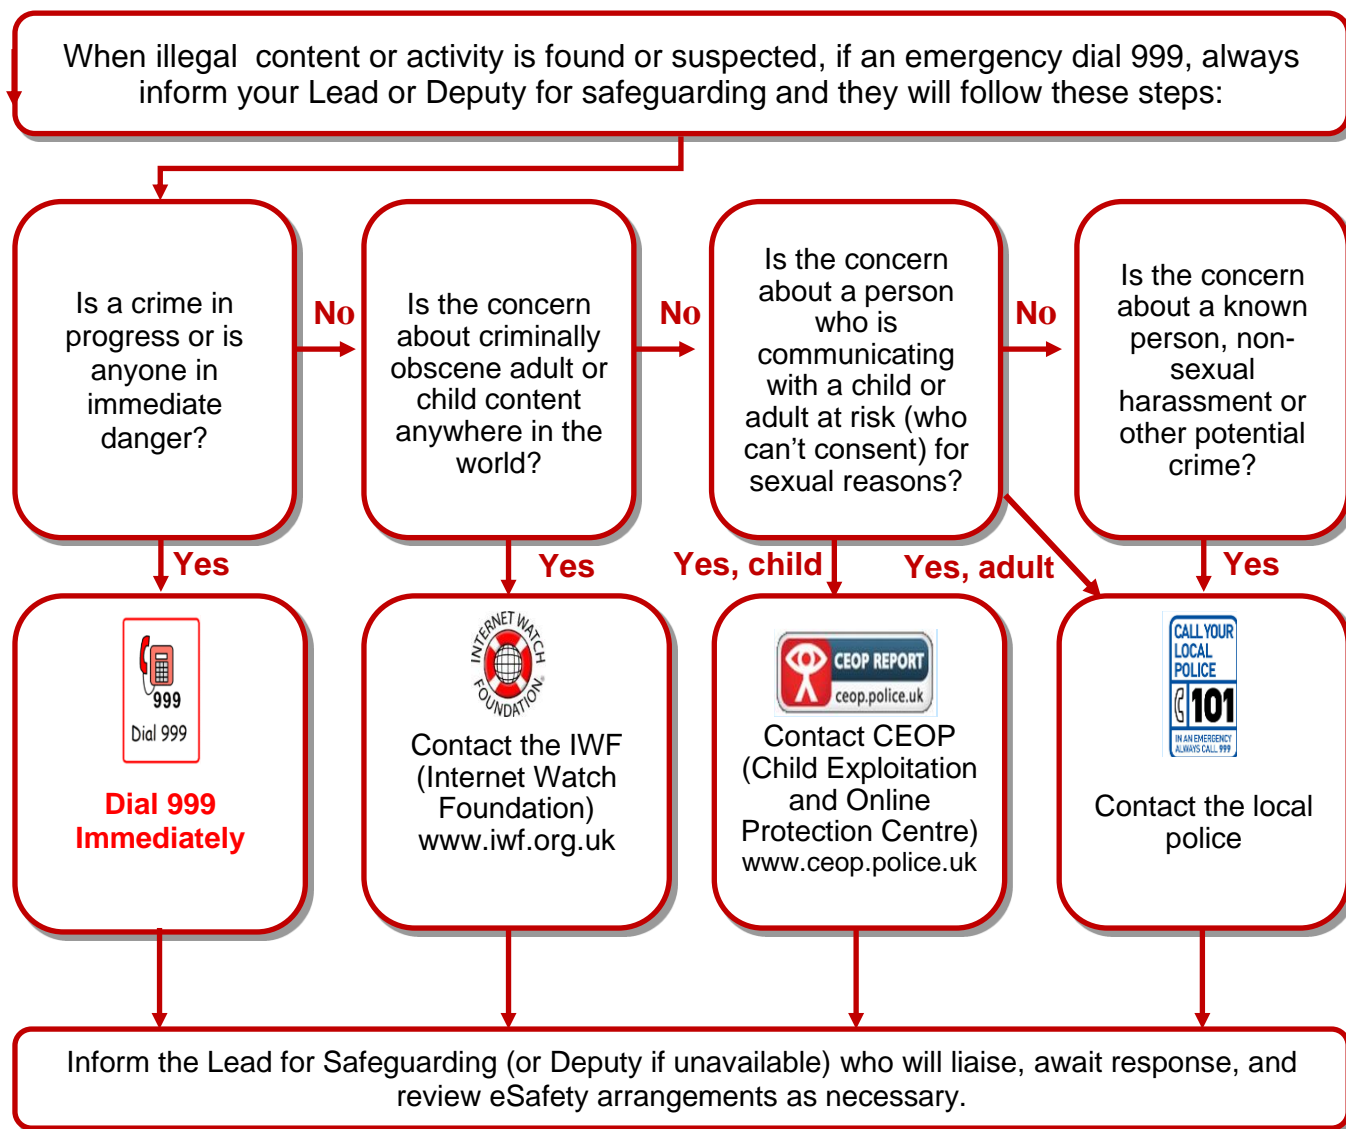 When illegal content or activity is found or suspected, if an emergency dial 999, always
inform your Lead or Deputy for safeguarding and they will follow these steps:
Is a crime in
progress or is
anyone in
immediate
danger?
No
Is the concern
about criminally
obscene adult or
child content
anywhere in the
world?
No
Is the concern
about a person
who is
communicating
with a child or
adult at risk (who
can’t consent) for
sexual reasons?
No
Is the concern
about a known
person, non-
sexual
harassment or
other potential
crime?
Yes
Yes
Yes, child
Yes, adult
Yes
999
Dial 999
Dial 999
Immediately
INTERNET WATCH
FOUNDATION
Contact the IWF
(Internet Watch
Foundation)
www.iwf.org.uk
CEOP REPORT
ceop.police.uk
Contact CEOP
(Child Exploitation
and Online
Protection Centre)
www.ceop.police.uk
CALL YOUR
LOCAL
POLICE
101
IN AN EMERGENCY
ALWAYS CALL 999
Contact the local
police
Inform the Lead for Safeguarding (or Deputy if unavailable) who will liaise, await response, and
review eSafety arrangements as necessary.